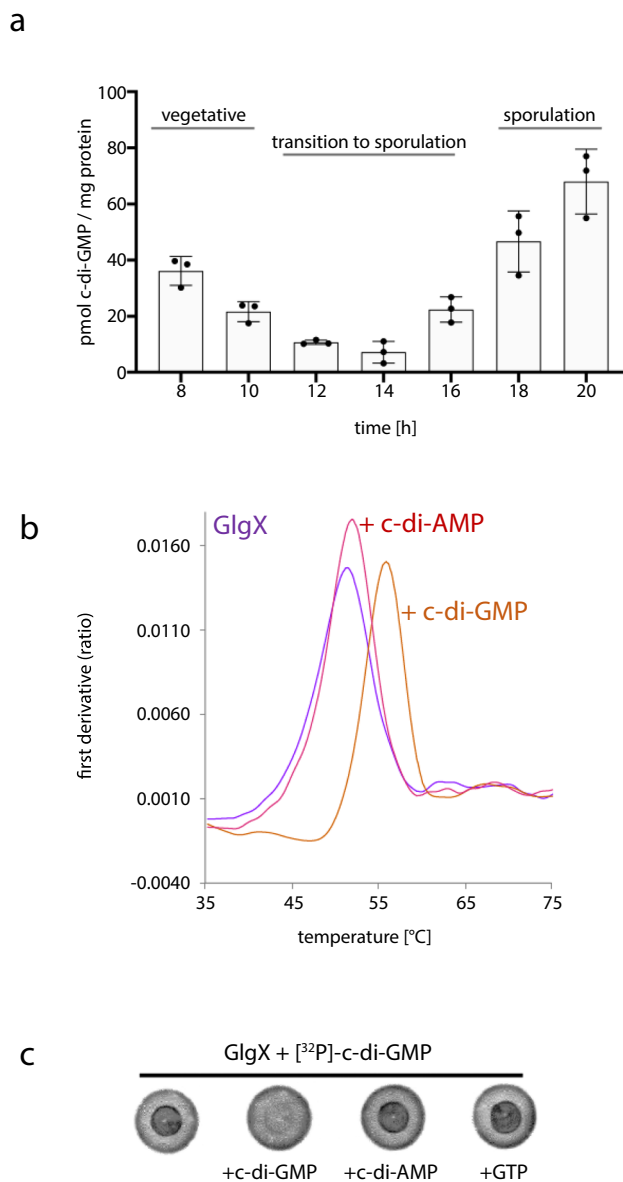 a
100
80
60
40
20
0
pmol c-di-GMP / mg protein
vegetative
transition to sporulation
sporulation
8 10 12 14 16 18 20
time [h]
b
GlgX
+ c-di-AMP
+ c-di-GMP
0.0160
0.0110
0.0060
0.0010
-0.0040
first derivative (ratio)
35 45 55 65 75
temperature [°C]
c
GlgX + [³²P]-c-di-GMP
+c-di-GMP +c-di-AMP +GTP